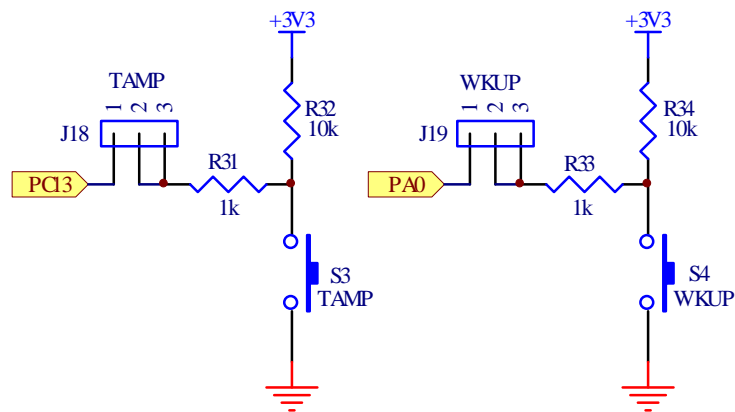 +3V3
+3V3
TAMP
WKUP
1 2 3
1 2 3
R32
10k
R34
10k
J18
J19
R31
R33
PC13
PA0
1k
1k
S3
TAMP
S4
WKUP